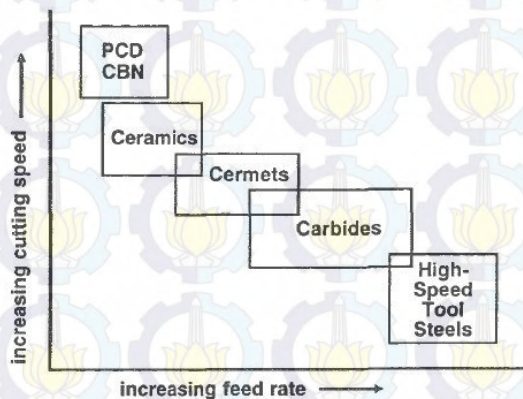 PCD
CBN
Ceramics
Cermets
Carbides
High-
Speed
Tool
Steels
increasing cutting speed
increasing feed rate